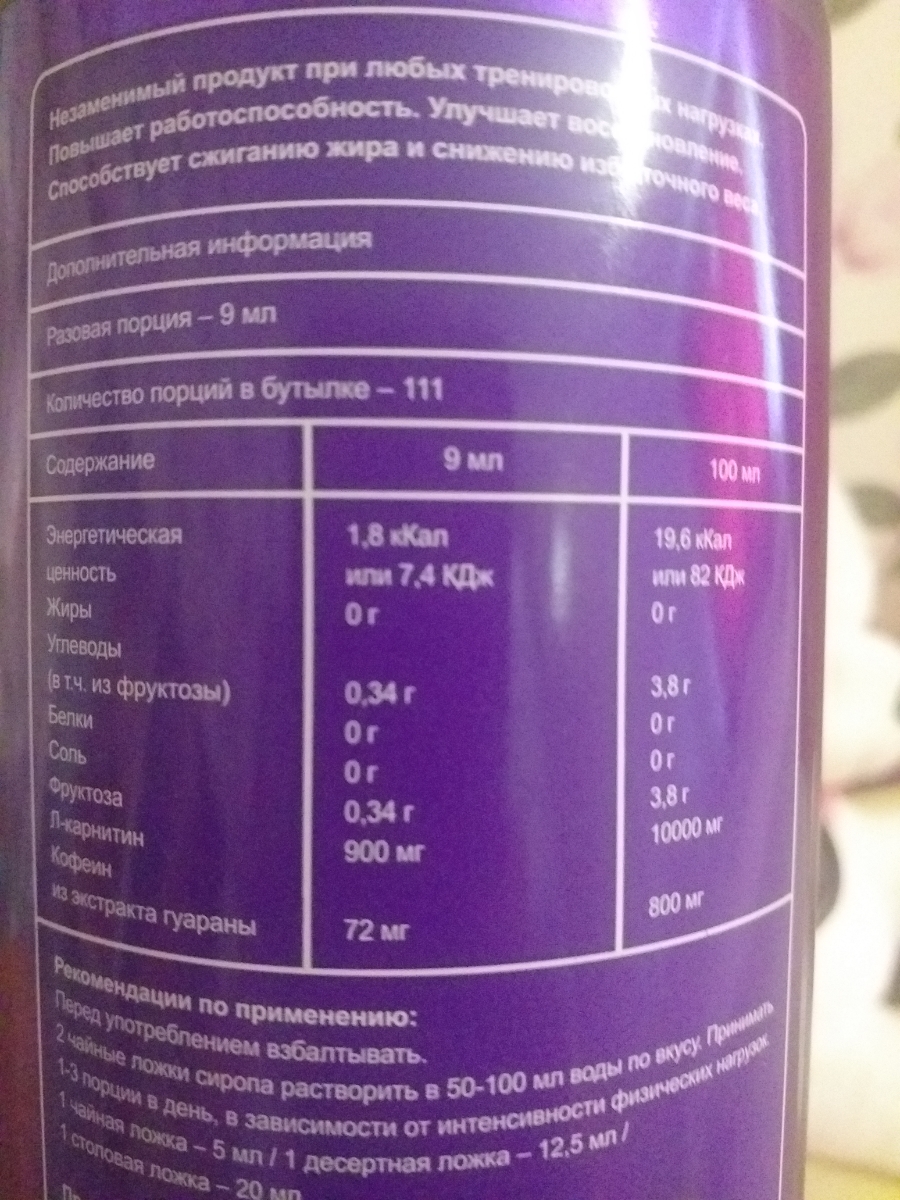 Незаменимый продукт при любых тренировочных нагрузках.
Повышает работоспособность. Улучшает восстановление.
Способствует сжиганию жира и снижению избыточного веса.
Дополнительная информация
Разовая порция – 9 мл
Количество порций в бутылке – 111
Содержание 9 мл 100 мл
Энергетическая 1,8 кКал 19,6 кКал
ценность или 7,4 КДж или 82 КДж
Жиры 0 г 0 г
Углеводы
(в т.ч. из фруктозы) 0,34 г 3,8 г
Белки 0 г 0 г
Соль 0 г 0 г
Фруктоза 0,34 г 3,8 г
Л-карнитин 900 мг 10000 мг
Кофеин
из экстракта гуараны 72 мг 800 мг
Рекомендации по применению:
Перед употреблением взбалтывать.
2 чайные ложки сиропа растворить в 50-100 мл воды по вкусу. Принимать
1-3 порции в день, в зависимости от интенсивности физических нагрузок.
1 чайная ложка – 5 мл / 1 десертная ложка – 12,5 мл /
1 столовая ложка – 20 мл